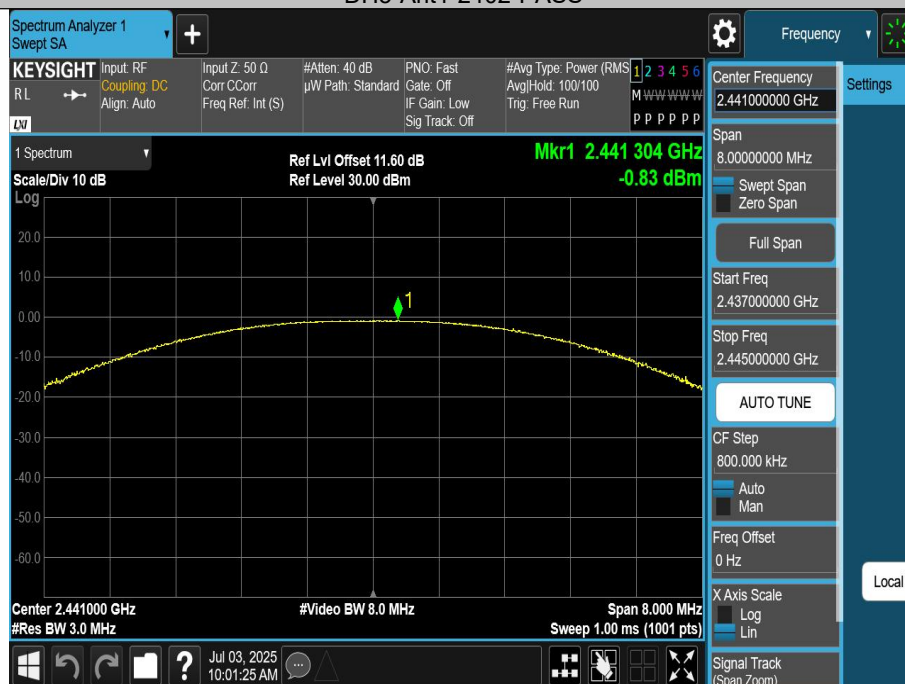 Spectrum Analyzer 1
Swept SA
+
Frequency
KEYSIGHT
RL
LXI
Input: RF
Coupling: DC
Align: Auto
Input Z: 50 Ω
Corr CCorr
Freq Ref: Int (S)
#Atten: 40 dB
µW Path: Standard
PNO: Fast
Gate: Off
IF Gain: Low
Sig Track: Off
#Avg Type: Power (RMS
Avg|Hold: 100/100
Trig: Free Run
1 2 3 4 5 6
M W W W W W
P P P P P P
1 Spectrum
Scale/Div 10 dB
Log
Ref Lvl Offset 11.60 dB
Ref Level 30.00 dBm
Mkr1 2.441 304 GHz
-0.83 dBm
20.0
10.0
0.00
-10.0
-20.0
-30.0
-40.0
-50.0
-60.0
1
Center 2.441000 GHz
#Res BW 3.0 MHz
#Video BW 8.0 MHz
Span 8.000 MHz
Sweep 1.00 ms (1001 pts)
Center Frequency
2.441000000 GHz
Span
8.00000000 MHz
Swept Span
Zero Span
Full Span
Start Freq
2.437000000 GHz
Stop Freq
2.445000000 GHz
AUTO TUNE
CF Step
800.000 kHz
Auto
Man
Freq Offset
0 Hz
X Axis Scale
Log
Lin
Signal Track
(Span Zoom)
Settings
Local
?
Jul 03, 2025
10:01:25 AM